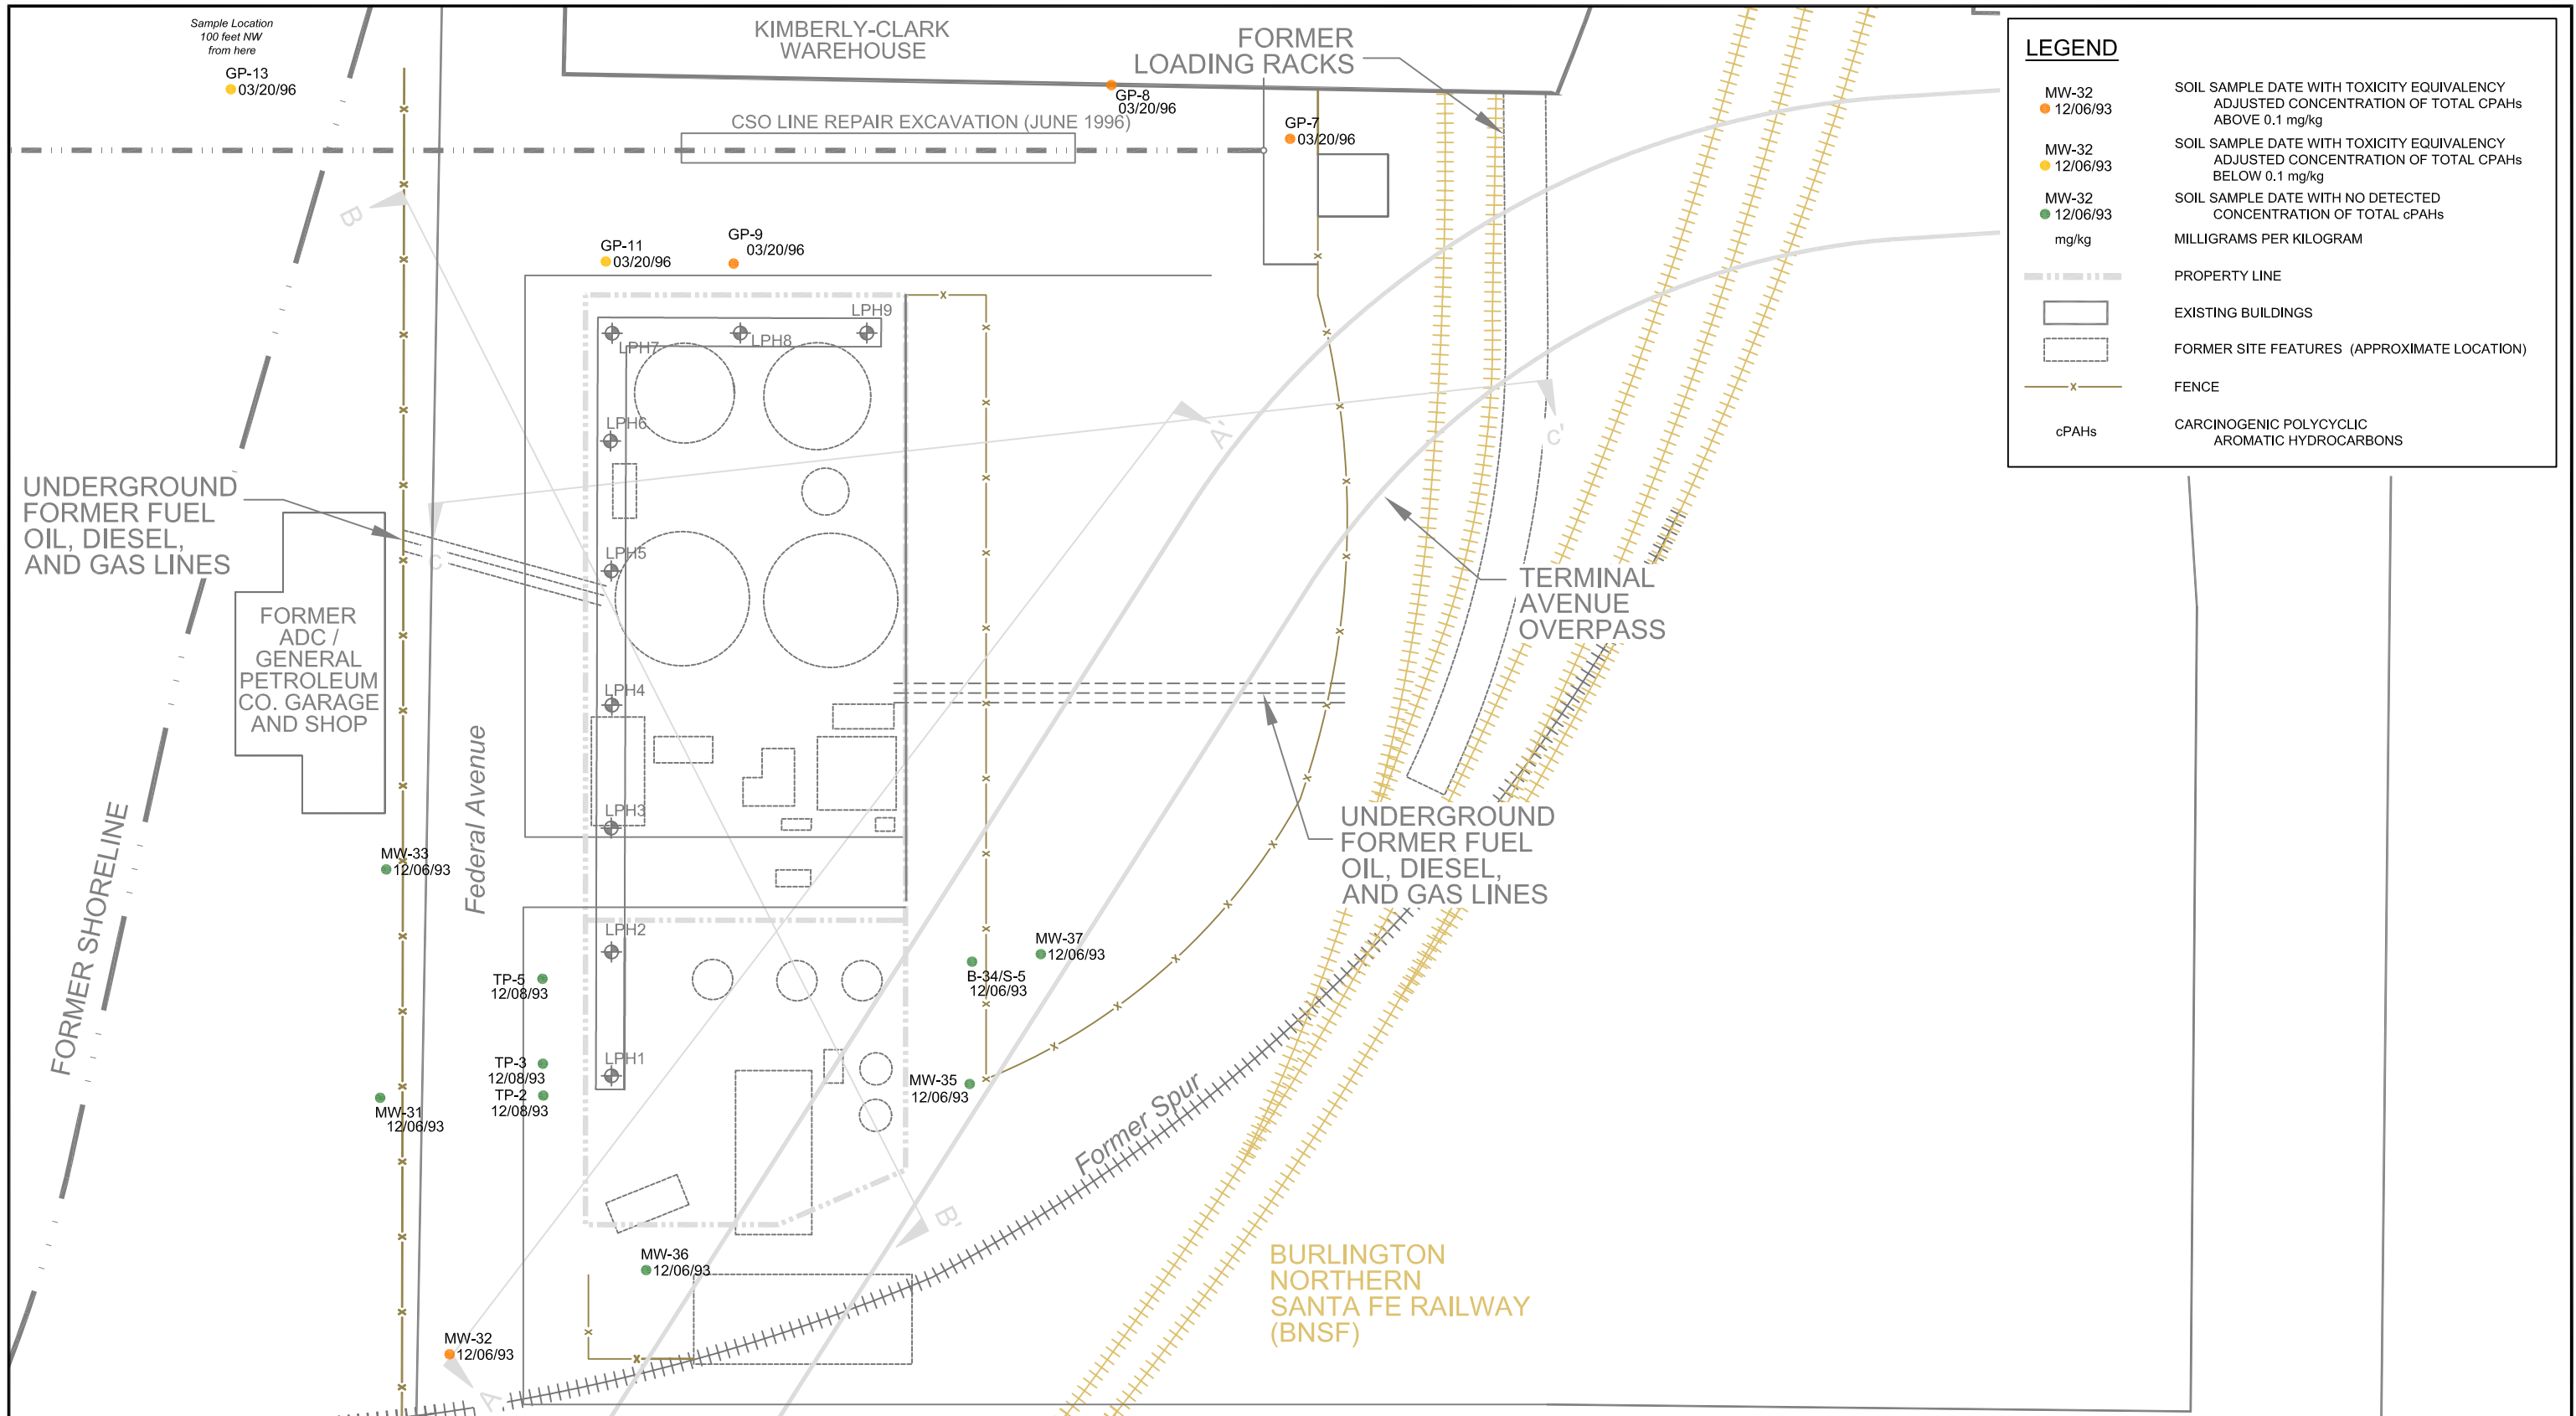 Sample Location
100 feet NW
from here
GP-13
03/20/96
KIMBERLY-CLARK
WAREHOUSE
FORMER
LOADING RACKS
GP-8
03/20/96
CSO LINE REPAIR EXCAVATION (JUNE 1996)
GP-7
03/20/96
B
GP-11
03/20/96
GP-9
03/20/96
LPH9
LPH7
LPH8
LPH6
A'
c'
UNDERGROUND
FORMER FUEL
OIL, DIESEL,
AND GAS LINES
c
LPH5
TERMINAL
AVENUE
OVERPASS
FORMER
ADC /
GENERAL
PETROLEUM
CO. GARAGE
AND SHOP
LPH4
Federal Avenue
LPH3
UNDERGROUND
FORMER FUEL
OIL, DIESEL,
AND GAS LINES
MW-33
12/06/93
FORMER SHORELINE
LPH2
MW-37
12/06/93
B-34/S-5
12/06/93
TP-5
12/08/93
TP-3
12/08/93
TP-2
12/08/93
LPH1
MW-35
12/06/93
MW-31
12/06/93
Former Spur
B'
MW-36
12/06/93
BURLINGTON
NORTHERN
SANTA FE RAILWAY
(BNSF)
MW-32
12/06/93
A
LEGEND
MW-32
12/06/93
SOIL SAMPLE DATE WITH TOXICITY EQUIVALENCY
ADJUSTED CONCENTRATION OF TOTAL CPAHs
ABOVE 0.1 mg/kg
MW-32
12/06/93
SOIL SAMPLE DATE WITH TOXICITY EQUIVALENCY
ADJUSTED CONCENTRATION OF TOTAL CPAHs
BELOW 0.1 mg/kg
MW-32
12/06/93
SOIL SAMPLE DATE WITH NO DETECTED
CONCENTRATION OF TOTAL cPAHs
mg/kg MILLIGRAMS PER KILOGRAM
PROPERTY LINE
EXISTING BUILDINGS
FORMER SITE FEATURES (APPROXIMATE LOCATION)
FENCE
cPAHs CARCINOGENIC POLYCYCLIC
AROMATIC HYDROCARBONS